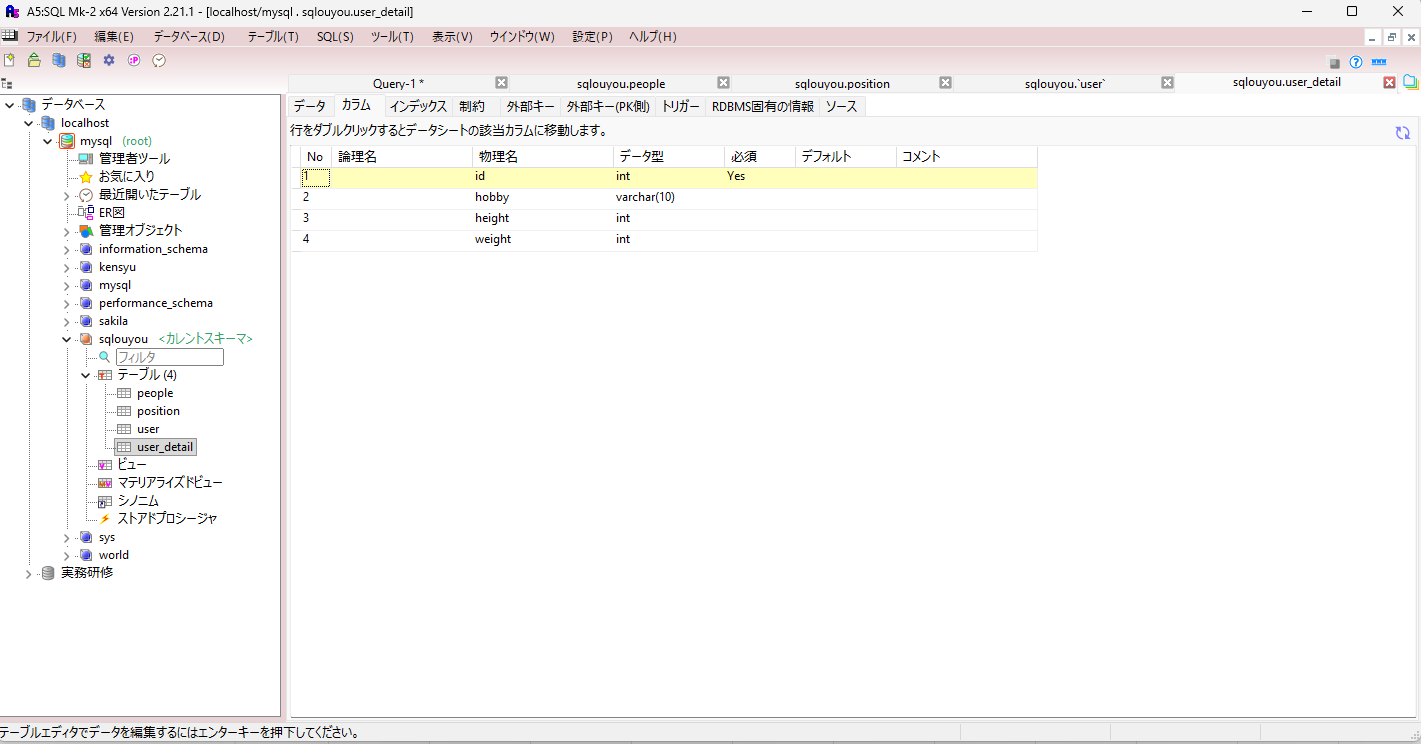 A5:SQL Mk-2 x64 Version 2.21.1 - [localhost/mysql . sqlouyou.user_detail]
ファイル(F) 編集(E) データベース(D) テーブル(T) SQL(S) ツール(T) 表示(V) ウインドウ(W) 設定(P) ヘルプ(H)
Query-1 * sqlouyou.people sqlouyou.position sqlouyou.`user` sqlouyou.user_detail
データベース
localhost
mysql (root)
管理者ツール
お気に入り
最近開いたテーブル
ER図
管理オブジェクト
information_schema
kensyu
mysql
performance_schema
sakila
sqlouyou <カレントスキーマ>
フィルタ
テーブル (4)
people
position
user
user_detail
ビュー
マテリアライズドビュー
シノニム
ストアドプロシージャ
sys
world
実務研修
データ カラム インデックス 制約 外部キー 外部キー(PK側) トリガー RDBMS固有の情報 ソース
行をダブルクリックするとデータシートの該当カラムに移動します。
No 論理名 物理名 データ型 必須 デフォルト コメント
1 id int Yes
2 hobby varchar(10)
3 height int
4 weight int
テーブルエディタでデータを編集するにはエンターキーを押下してください。